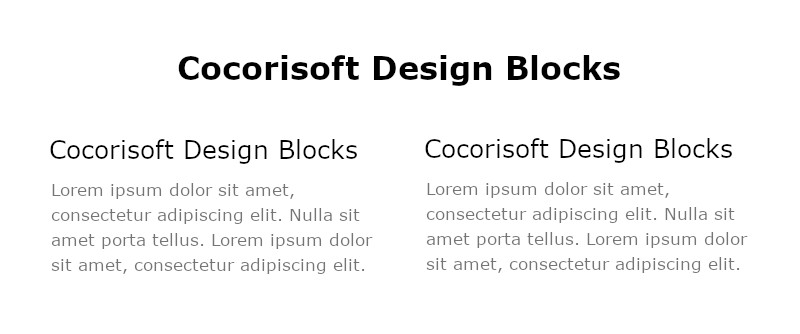 Cocorisoft Design Blocks
Cocorisoft Design Blocks
Lorem ipsum dolor sit amet,
consectetur adipiscing elit. Nulla sit
amet porta tellus. Lorem ipsum dolor
sit amet, consectetur adipiscing elit.
Cocorisoft Design Blocks
Lorem ipsum dolor sit amet,
consectetur adipiscing elit. Nulla sit
amet porta tellus. Lorem ipsum dolor
sit amet, consectetur adipiscing elit.